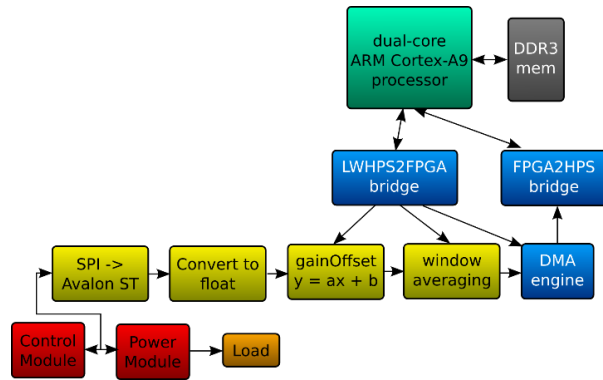 dual-core
ARM Cortex-A9
processor
DDR3
mem
LWHPS2FPGA
bridge
FPGA2HPS
bridge
SPI ->
Avalon ST
Convert to
float
gainOffset
y = ax + b
window
averaging
DMA
engine
Control
Module
Power
Module
Load